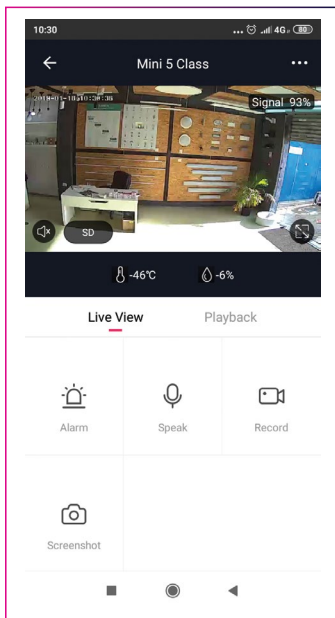 10:30
... 4G 80
Mini 5 Class
...
Signal 93%
SD
-46℃ -6%
Live View Playback
Alarm Speak Record
Screenshot